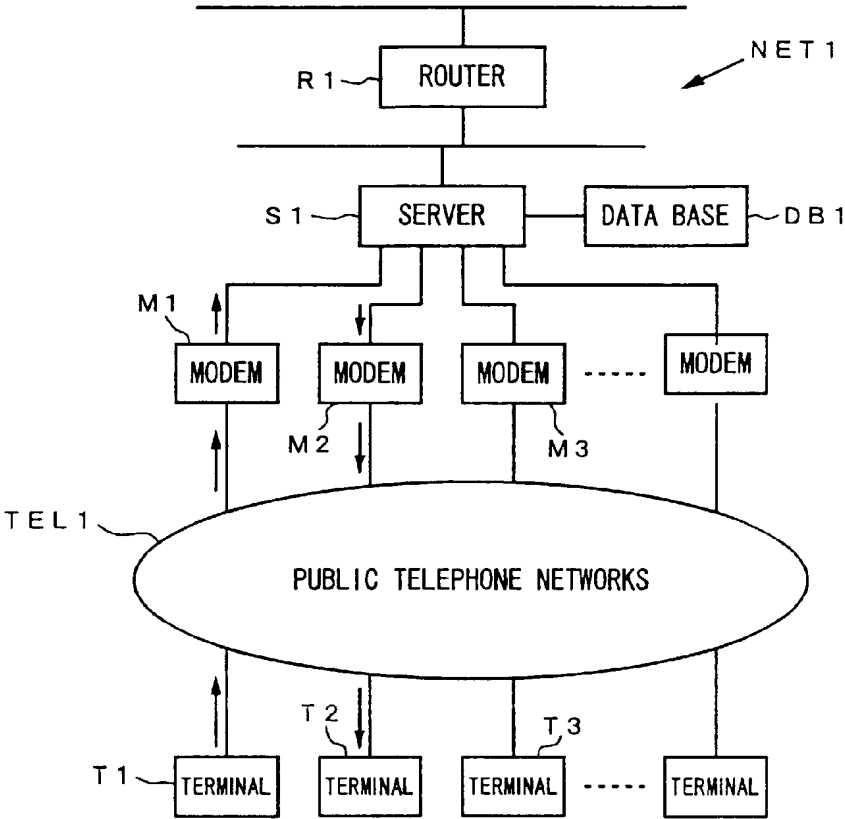 NET1
R1
ROUTER
S1
SERVER
DATA BASE
DB1
M1
MODEM
MODEM
MODEM
MODEM
M2
M3
TEL1
PUBLIC TELEPHONE NETWORKS
T2
T3
T1
TERMINAL
TERMINAL
TERMINAL
TERMINAL